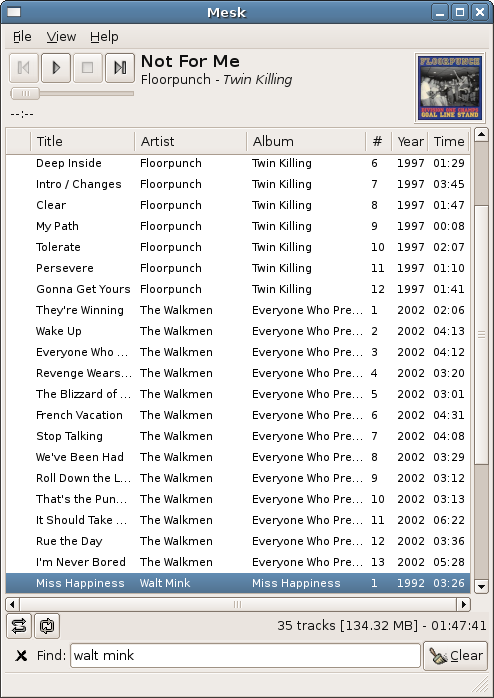 Mesk
File View Help
Not For Me
Floorpunch - Twin Killing
FLOORPUNCH
GOAL LINE STAND
--:--
Title Artist Album # Year Time
Deep Inside Floorpunch Twin Killing 6 1997 01:29
Intro / Changes Floorpunch Twin Killing 7 1997 03:45
Clear Floorpunch Twin Killing 8 1997 01:47
My Path Floorpunch Twin Killing 9 1997 00:08
Tolerate Floorpunch Twin Killing 10 1997 02:07
Persevere Floorpunch Twin Killing 11 1997 01:10
Gonna Get Yours Floorpunch Twin Killing 12 1997 01:41
They're Winning The Walkmen Everyone Who Pre... 1 2002 02:06
Wake Up The Walkmen Everyone Who Pre... 2 2002 04:13
Everyone Who ... The Walkmen Everyone Who Pre... 3 2002 04:12
Revenge Wears... The Walkmen Everyone Who Pre... 4 2002 03:20
The Blizzard of ... The Walkmen Everyone Who Pre... 5 2002 03:01
French Vacation The Walkmen Everyone Who Pre... 6 2002 04:31
Stop Talking The Walkmen Everyone Who Pre... 7 2002 04:08
We've Been Had The Walkmen Everyone Who Pre... 8 2002 03:29
Roll Down the L... The Walkmen Everyone Who Pre... 9 2002 03:12
That's the Pun... The Walkmen Everyone Who Pre... 10 2002 03:13
It Should Take ... The Walkmen Everyone Who Pre... 11 2002 06:22
Rue the Day The Walkmen Everyone Who Pre... 12 2002 03:36
I'm Never Bored The Walkmen Everyone Who Pre... 13 2002 05:28
Miss Happiness Walt Mink Miss Happiness 1 1992 03:26
35 tracks [134.32 MB] - 01:47:41
Find: walt mink Clear